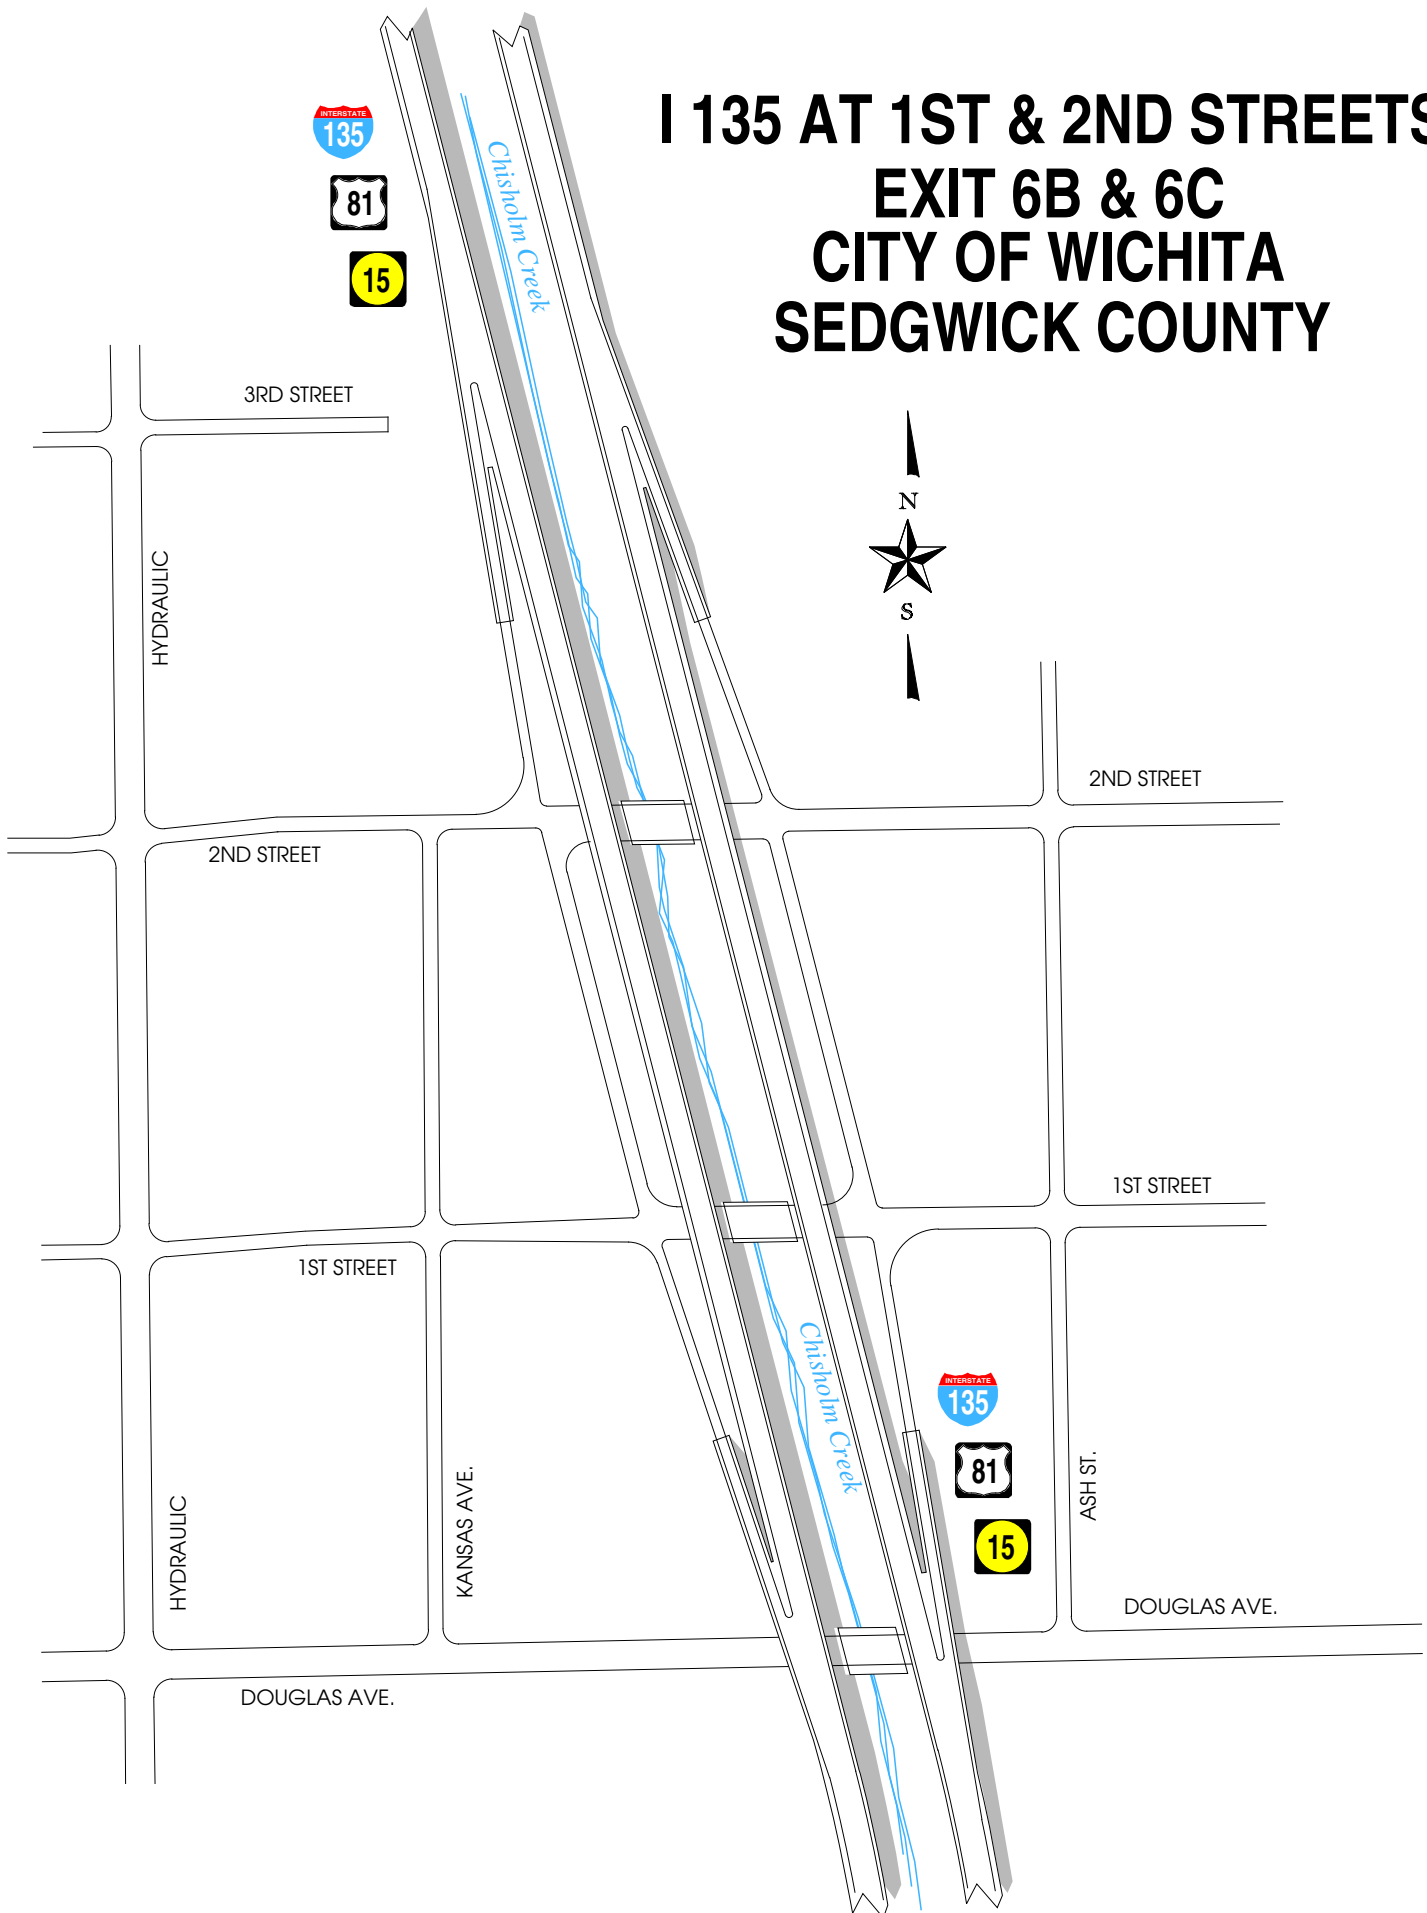 I 135 AT 1ST & 2ND STREETS
EXIT 6B & 6C
CITY OF WICHITA
SEDGWICK COUNTY
INTERSTATE
135
81
15
Chisholm Creek
3RD STREET
N
S
HYDRAULIC
2ND STREET
2ND STREET
1ST STREET
1ST STREET
Chisholm Creek
INTERSTATE
135
81
15
HYDRAULIC
KANSAS AVE.
ASH ST.
DOUGLAS AVE.
DOUGLAS AVE.